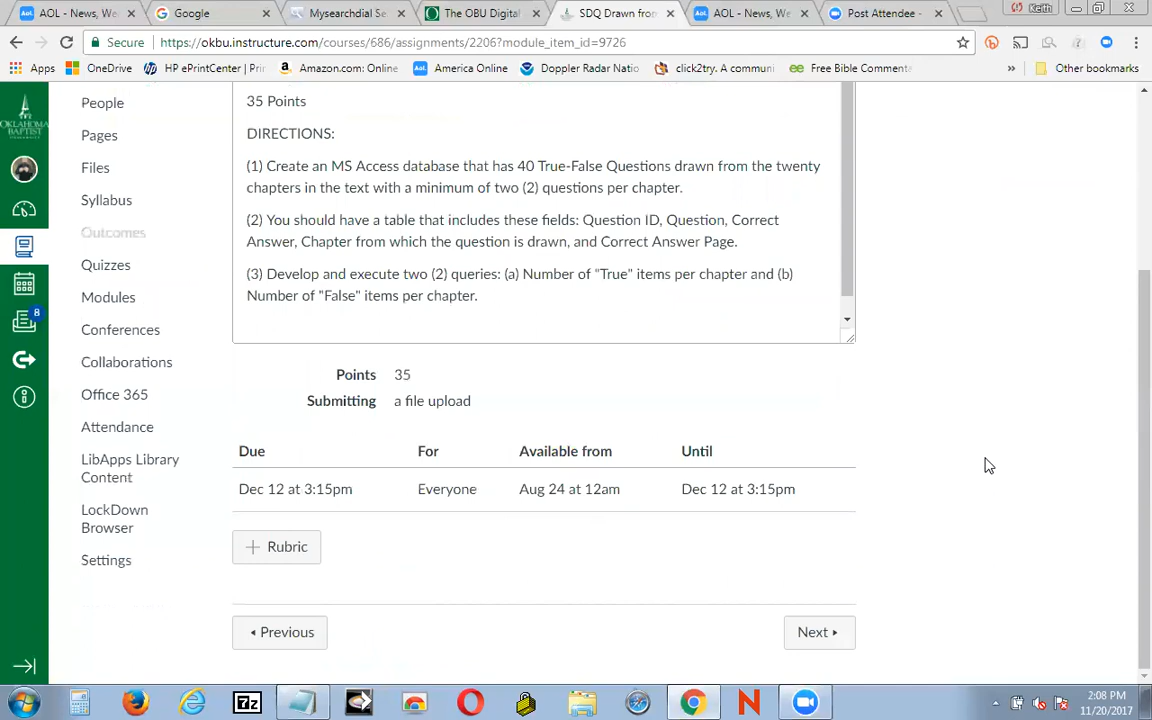 AOL - News, We
Google
Mysearchdial Se
The OBU Digital
SDQ Drawn from
AOL - News, We
Post Attendee -
Keith
Secure
https://okbu.instructure.com/courses/686/assignments/2206?module_item_id=9726
Apps
OneDrive
HP ePrintCenter | Pri
Amazon.com: Online
America Online
Doppler Radar Natio
click2try. A communi
Free Bible Comment
»
Other bookmarks
OKLAHOMA
BAPTIST
8
People
Pages
Files
Syllabus
Outcomes
Quizzes
Modules
Conferences
Collaborations
Office 365
Attendance
LibApps Library
Content
LockDown
Browser
Settings
35 Points
DIRECTIONS:
(1) Create an MS Access database that has 40 True-False Questions drawn from the twenty
chapters in the text with a minimum of two (2) questions per chapter.
(2) You should have a table that includes these fields: Question ID, Question, Correct
Answer, Chapter from which the question is drawn, and Correct Answer Page.
(3) Develop and execute two (2) queries: (a) Number of “True” items per chapter and (b)
Number of "False" items per chapter.
Points 35
Submitting a file upload
Due For Available from Until
Dec 12 at 3:15pm Everyone Aug 24 at 12am Dec 12 at 3:15pm
+ Rubric
Previous
Next
2:08 PM
11/20/2017